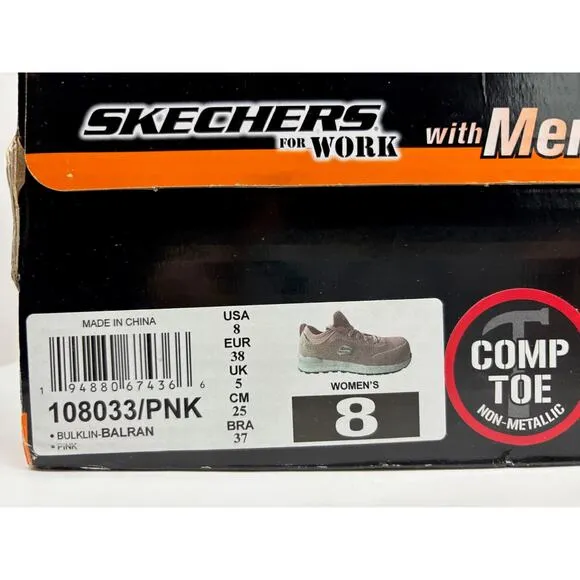 SKECHERS
FOR WORK
with Mem
MADE IN CHINA
1 94880 67436 6
108033/PNK
• BULKLIN-BALRAN
• PINK
USA
8
EUR
38
UK
5
CM
25
BRA
37
WOMEN'S
8
COMP
TOE
NON-METALLIC